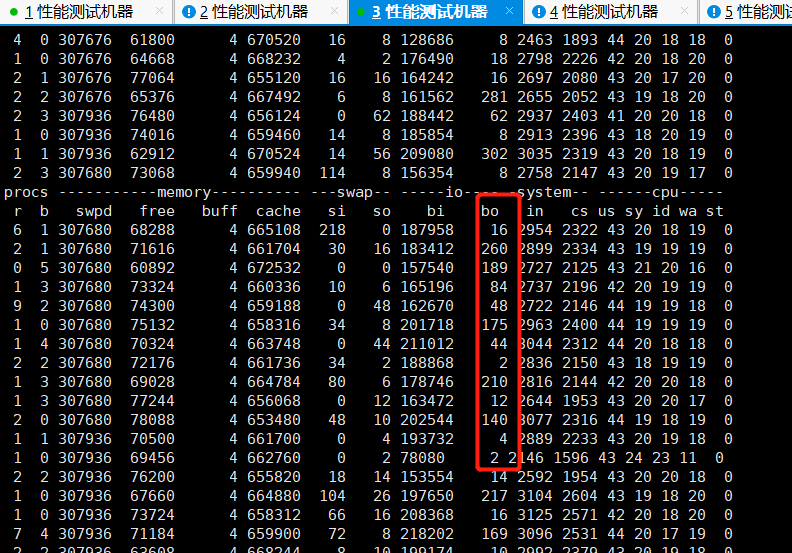 1 性能测试机器 2 性能测试机器 3 性能测试机器 4 性能测试机器 5 性能测试机
4 0 307676 61800 4 670520 16 8 128686 8 2463 1893 44 20 18 18 0
1 0 307676 64668 4 668232 4 2 176490 18 2798 2226 42 20 18 20 0
2 1 307676 77064 4 655120 16 16 164242 16 2697 2080 43 20 17 20 0
2 2 307676 65376 4 667492 6 8 161562 281 2655 2052 43 19 18 20 0
2 3 307936 76480 4 656124 0 62 188442 62 2937 2403 41 20 20 18 0
1 0 307936 74016 4 659460 14 8 185854 8 2913 2396 43 18 20 19 0
1 1 307936 62912 4 670524 14 56 209080 302 3035 2319 43 20 18 19 0
2 3 307680 73068 4 659940 114 8 156354 8 2758 2147 43 20 19 17 0
procs -----------memory---------- ---swap-- -----io---- -system-- ------cpu-----
r b swpd free buff cache si so bi bo in cs us sy id wa st
6 1 307680 68288 4 665108 218 0 187958 16 2954 2322 43 20 18 19 0
2 1 307680 71616 4 661704 30 16 183412 260 2899 2334 43 19 19 19 0
0 5 307680 60892 4 672532 0 0 157540 189 2727 2125 43 21 20 16 0
1 3 307680 73324 4 660336 10 6 165196 84 2737 2196 42 20 19 19 0
9 2 307680 74300 4 659188 0 48 162670 48 2722 2146 44 19 19 18 0
1 0 307680 75132 4 658316 34 8 201718 175 2963 2400 44 19 19 19 0
1 4 307680 70324 4 663748 0 44 211012 44 3044 2312 44 20 18 18 0
2 2 307680 72176 4 661736 34 2 188868 2 2836 2150 43 18 19 19 0
1 3 307680 69028 4 664784 80 6 178746 210 2816 2144 42 20 20 18 0
1 3 307680 77244 4 656068 0 12 163472 12 2644 1953 43 20 20 17 0
2 0 307680 78088 4 653480 48 10 202544 140 3077 2316 44 19 18 19 0
1 1 307936 70500 4 661700 0 4 193732 4 2889 2233 43 20 19 18 0
1 0 307936 69456 4 662760 0 2 78080 2 2146 1596 43 24 23 11 0
2 2 307936 76200 4 655820 18 14 153554 14 2592 1954 43 20 20 18 0
1 0 307936 67660 4 664880 104 26 197650 217 3104 2604 43 19 18 20 0
1 0 307936 73724 4 658312 66 16 208368 16 3125 2571 42 20 18 20 0
7 4 307936 71184 4 659900 72 8 218202 169 3096 2531 44 20 17 19 0